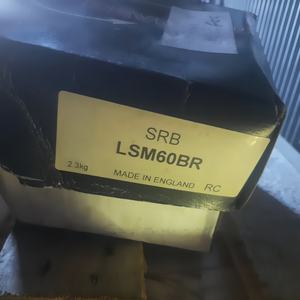 SRB
LSM60BR
2.3kg MADE IN ENGLAND RC